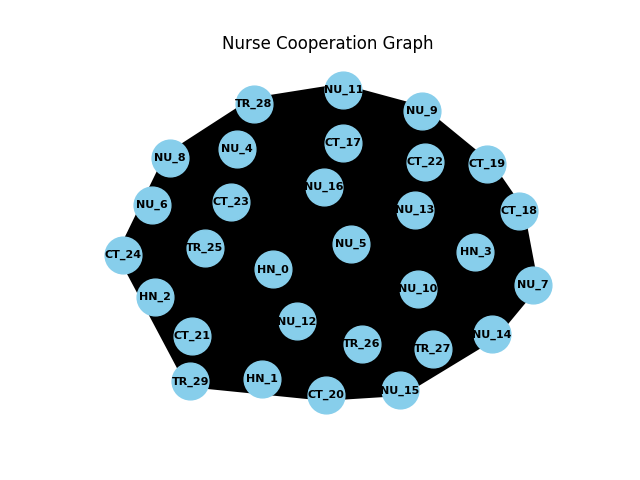 Nurse Cooperation Graph
NU_11
TR_28
NU_9
CT_17
NU_4
NU_8
CT_22
CT_19
NU_16
CT_23
NU_6
NU_13
CT_18
NU_5
TR_25
HN_3
CT_24
HN_0
NU_7
NU_10
HN_2
NU_12
NU_14
CT_21
TR_26
TR_27
HN_1
TR_29
NU_15
CT_20